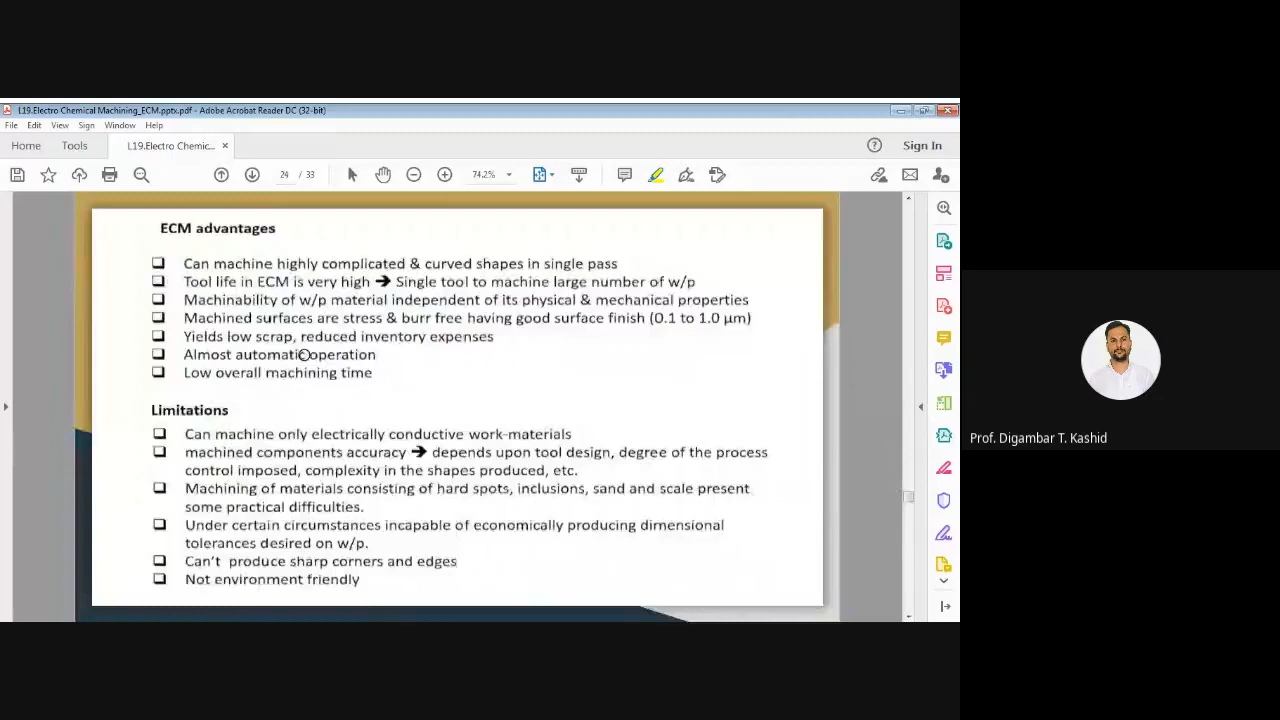 L19.Electro Chemical Machining_ECM.pptx.pdf - Adobe Acrobat Reader DC (32-bit)
File Edit View Sign Window Help
Home Tools L19.Electro Chemic... × Sign In
24 / 33 74.2%
ECM advantages
❑ Can machine highly complicated & curved shapes in single pass
❑ Tool life in ECM is very high ➔ Single tool to machine large number of w/p
❑ Machinability of w/p material independent of its physical & mechanical properties
❑ Machined surfaces are stress & burr free having good surface finish (0.1 to 1.0 µm)
❑ Yields low scrap, reduced inventory expenses
❑ Almost automatic operation
❑ Low overall machining time
Limitations
❑ Can machine only electrically conductive work-materials
❑ machined components accuracy ➔ depends upon tool design, degree of the process
control imposed, complexity in the shapes produced, etc.
❑ Machining of materials consisting of hard spots, inclusions, sand and scale present
some practical difficulties.
❑ Under certain circumstances incapable of economically producing dimensional
tolerances desired on w/p.
❑ Can't produce sharp corners and edges
❑ Not environment friendly
Prof. Digambar T. Kashid